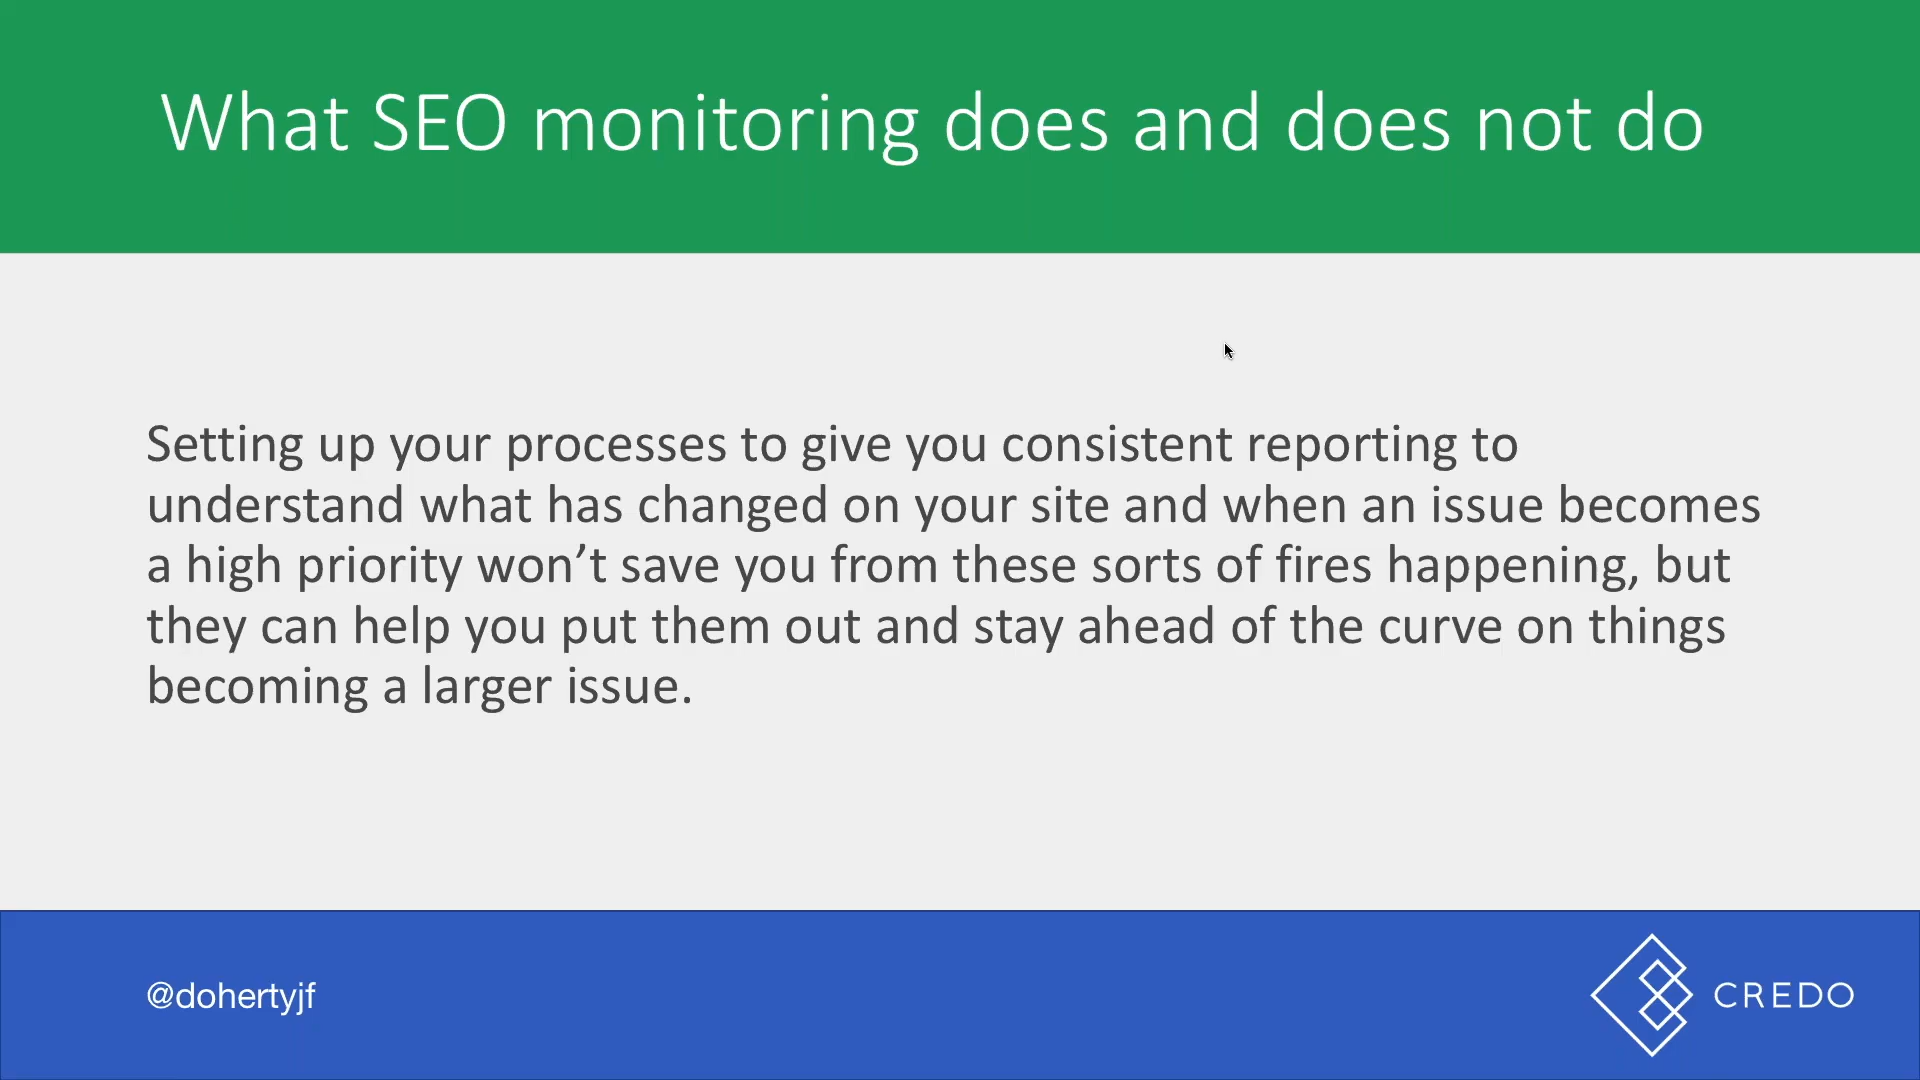 What SEO monitoring does and does not do
Setting up your processes to give you consistent reporting to
understand what has changed on your site and when an issue becomes
a high priority won’t save you from these sorts of fires happening, but
they can help you put them out and stay ahead of the curve on things
becoming a larger issue.
@dohertyjf
CREDO